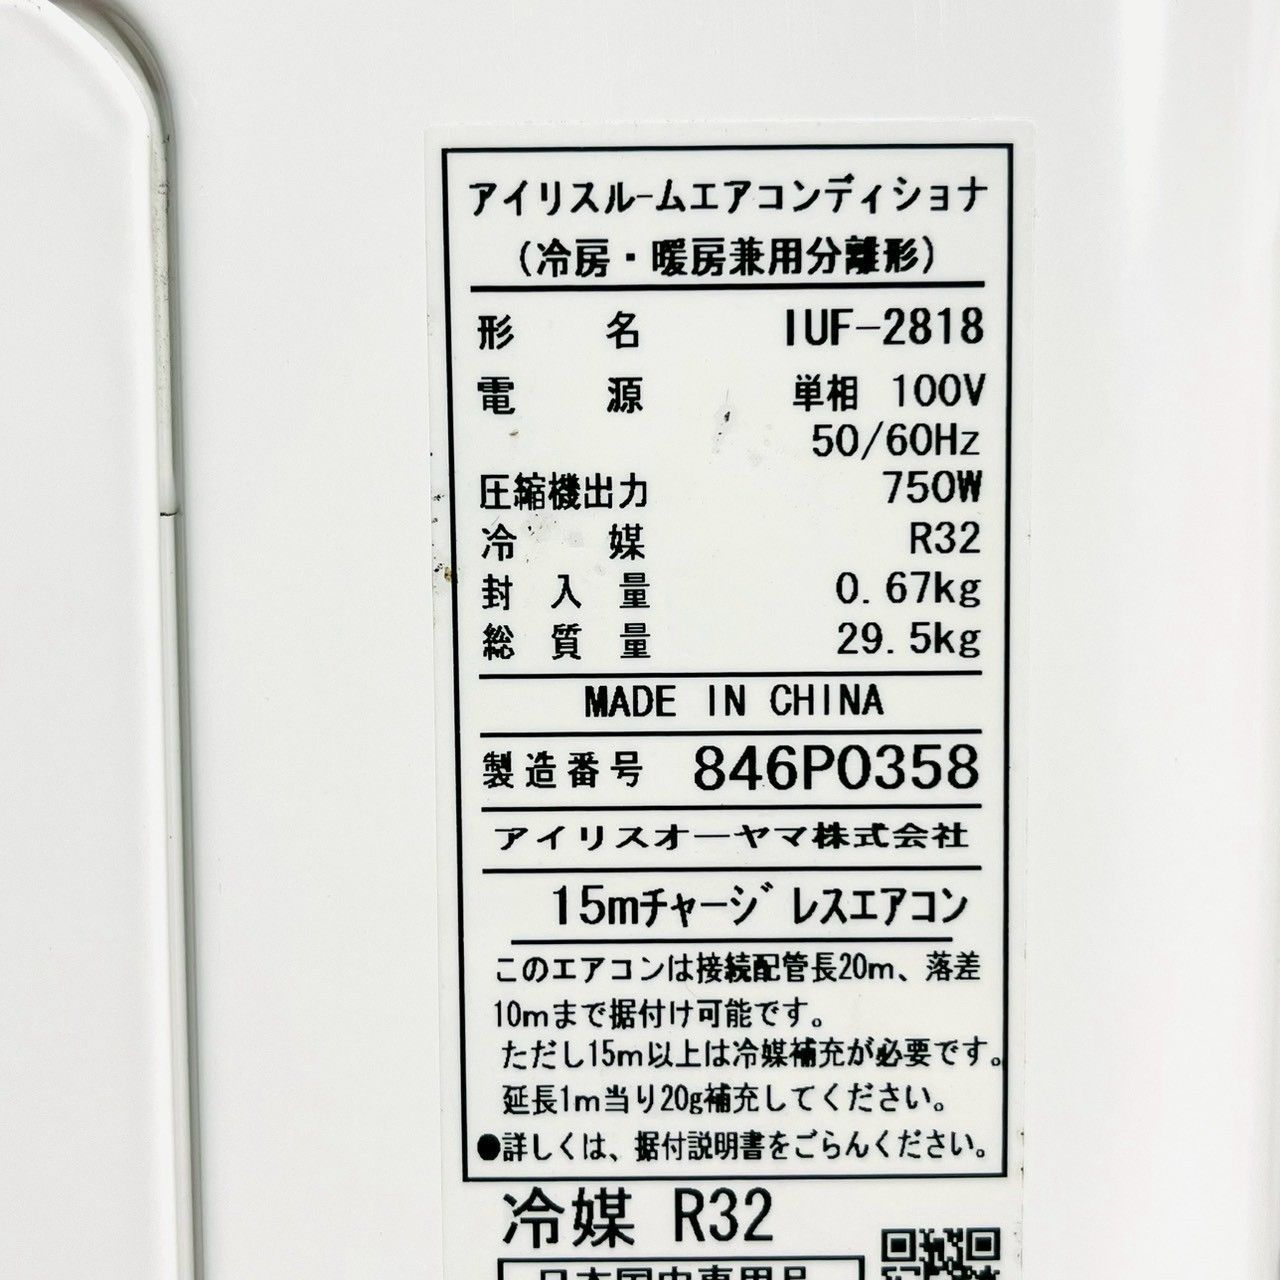 アイリスルームエアコンディショナ
(冷房・暖房兼用分離形)
形名 IUF-2818
電源 単相 100V
50/60Hz
圧縮機出力 750W
冷媒 R32
封入量 0.67kg
総質量 29.5kg
MADE IN CHINA
製造番号 846P0358
アイリスオーヤマ株式会社
15mチャージレスエアコン
このエアコンは接続配管長20m、落差
10mまで据付け可能です。
ただし15m以上は冷媒補充が必要です。
延長1m当り20g補充してください。
●詳しくは、据付説明書をごらんください。
冷媒 R32
日本国内専用品